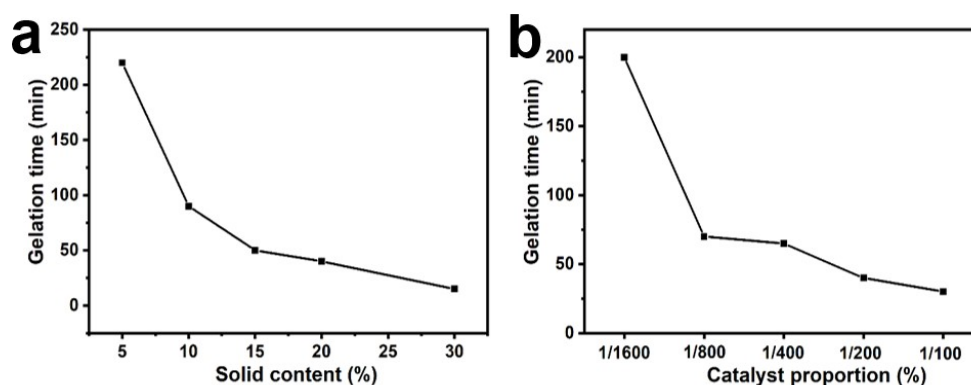 a
250
200
150
100
50
0
Gelation time (min)
5 10 15 20 25 30
Solid content (%)
b
200
150
100
50
0
Gelation time (min)
1/1600 1/800 1/400 1/200 1/100
Catalyst proportion (%)